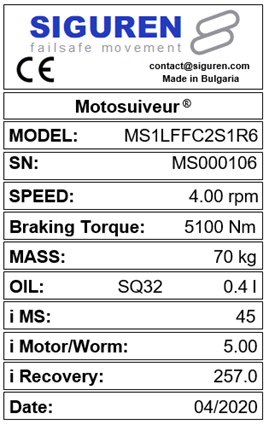 SIGUREN
failsafe movement
CE
contact@siguren.com
Made in Bulgaria
Motosuiveur ®
MODEL: MS1LFFC2S1R6
SN: MS000106
SPEED: 4.00 rpm
Braking Torque: 5100 Nm
MASS: 70 kg
OIL: SQ32 0.4 l
i MS: 45
i Motor/Worm: 5.00
i Recovery: 257.0
Date: 04/2020